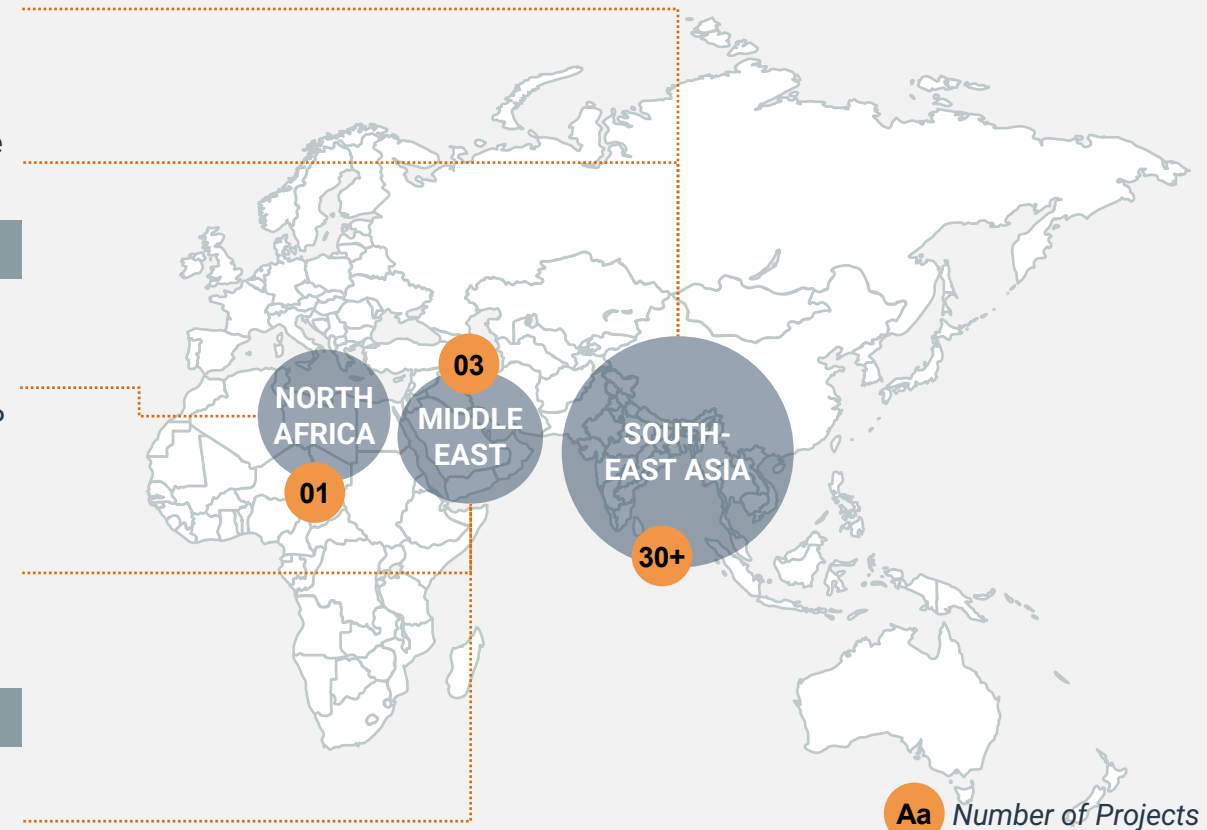 03
NORTH
AFRICA
MIDDLE
EAST
SOUTH-
EAST ASIA
01
30+
Aa Number of Projects